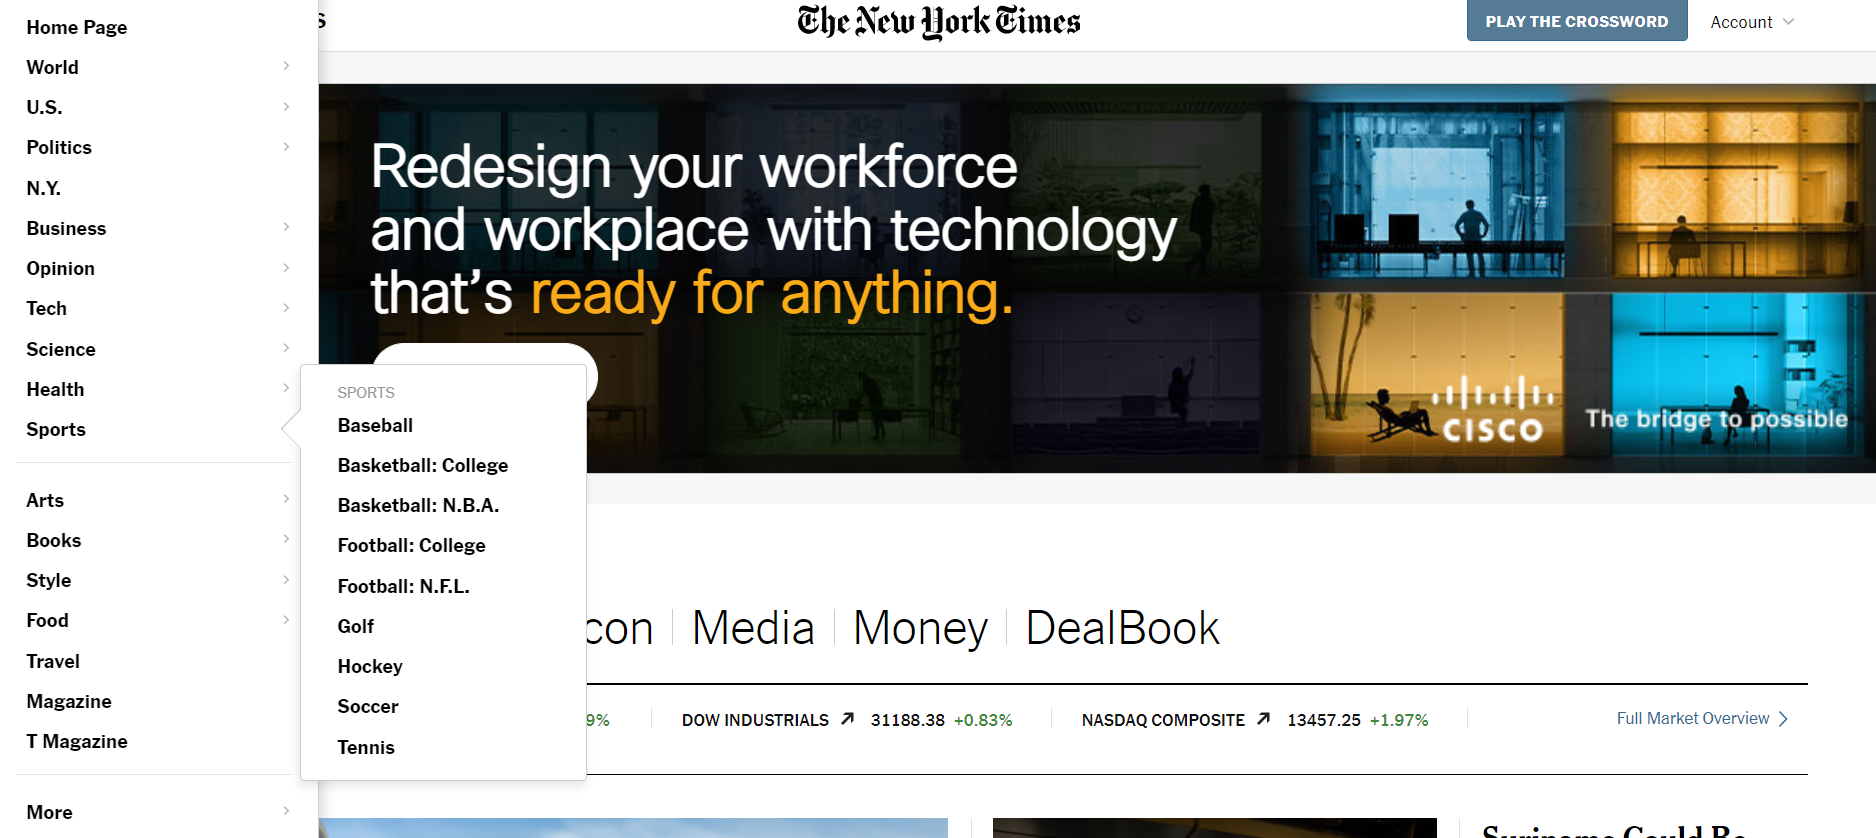 Home Page
World
U.S.
Politics
N.Y.
Business
Opinion
Tech
Science
Health
Sports
Arts
Books
Style
Food
Travel
Magazine
T Magazine
More
SPORTS
Baseball
Basketball: College
Basketball: N.B.A.
Football: College
Football: N.F.L.
Golf
Hockey
Soccer
Tennis
S
The New York Times
PLAY THE CROSSWORD
Account
Redesign your workforce
and workplace with technology
that's ready for anything.
CISCO
The bridge to possible
con | Media | Money | DealBook
9% DOW INDUSTRIALS 31188.38 +0.83% NASDAQ COMPOSITE 13457.25 +1.97% Full Market Overview
Suriname Could Be